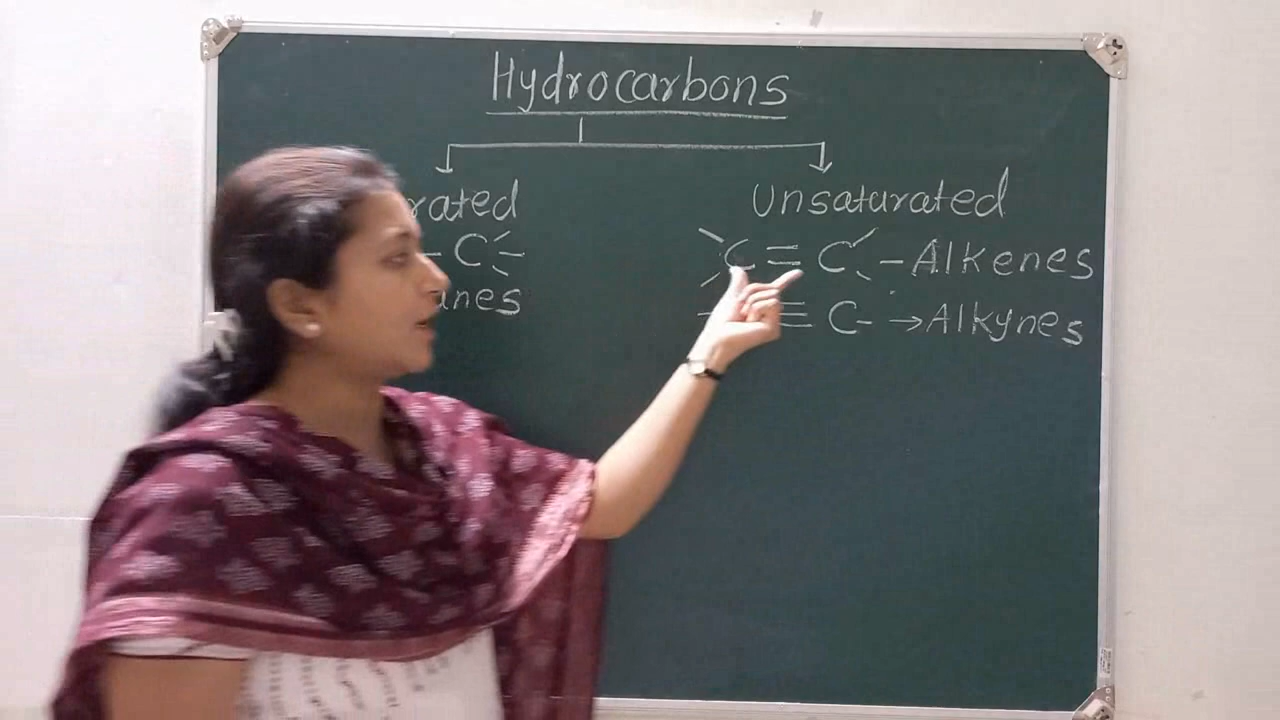 Hydrocarbons
rated Unsaturated
-C C = C - Alkenes
anes ≡ C- → Alkynes